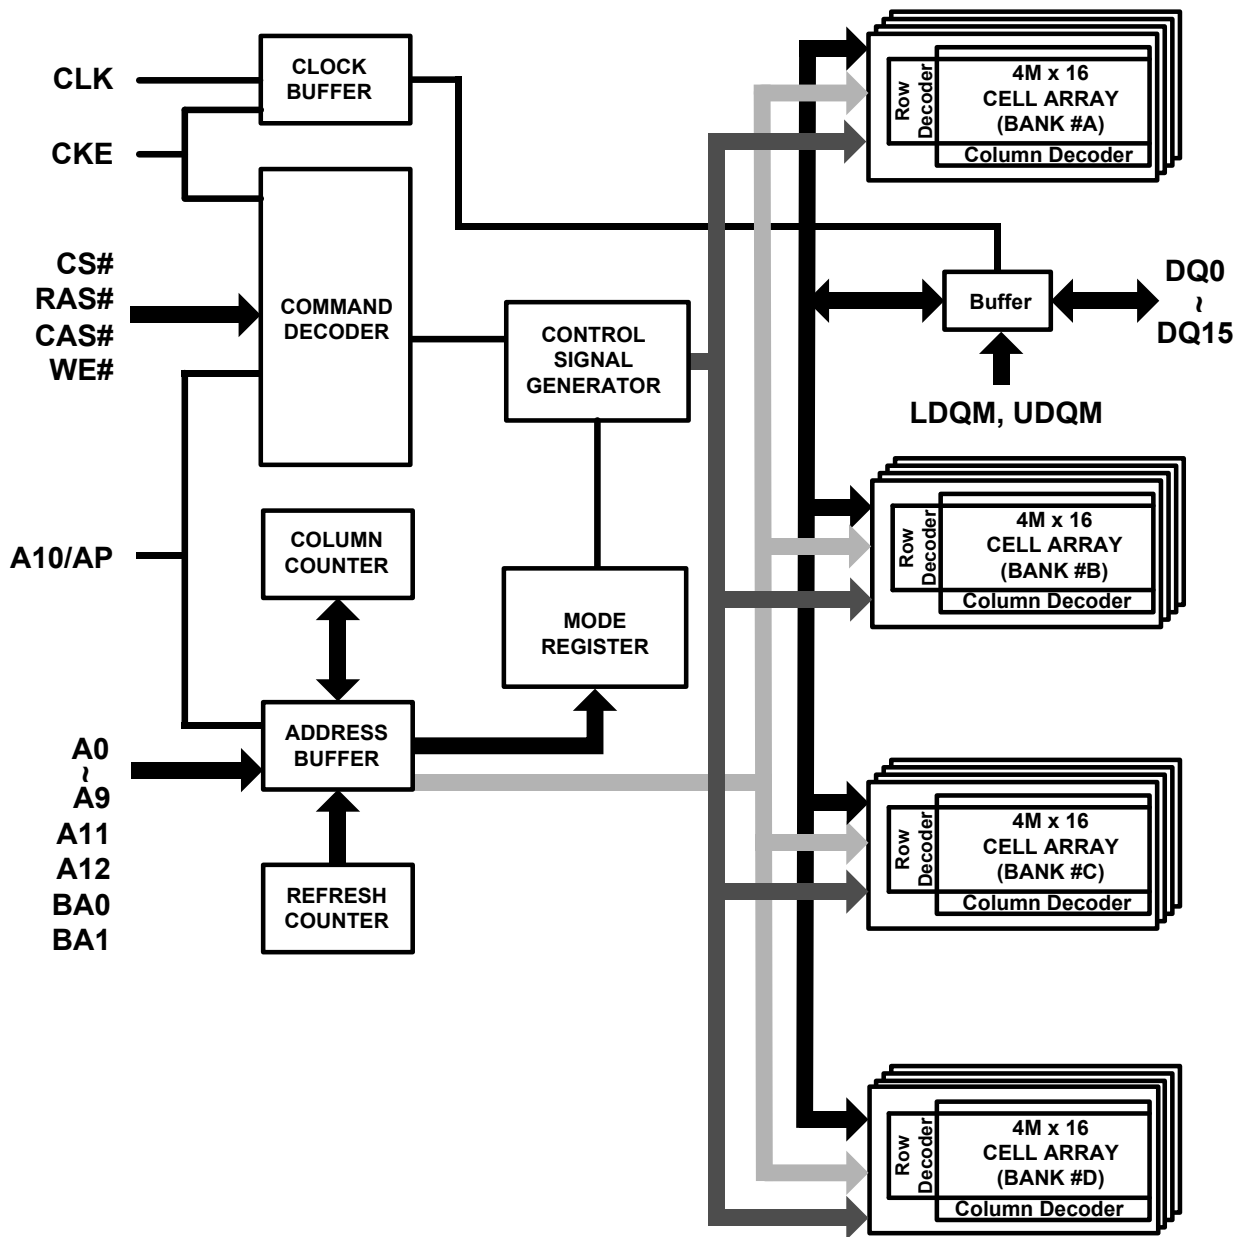 CLK
CKE
CS#
RAS#
CAS#
WE#
A10/AP
A0
~
A9
A11
A12
BA0
BA1
CLOCK
BUFFER
COMMAND
DECODER
COLUMN
COUNTER
ADDRESS
BUFFER
REFRESH
COUNTER
CONTROL
SIGNAL
GENERATOR
MODE
REGISTER
Row
Decoder
4M x 16
CELL ARRAY
(BANK #A)
Column Decoder
Buffer
DQ0
~
DQ15
LDQM, UDQM
Row
Decoder
4M x 16
CELL ARRAY
(BANK #B)
Column Decoder
Row
Decoder
4M x 16
CELL ARRAY
(BANK #C)
Column Decoder
Row
Decoder
4M x 16
CELL ARRAY
(BANK #D)
Column Decoder